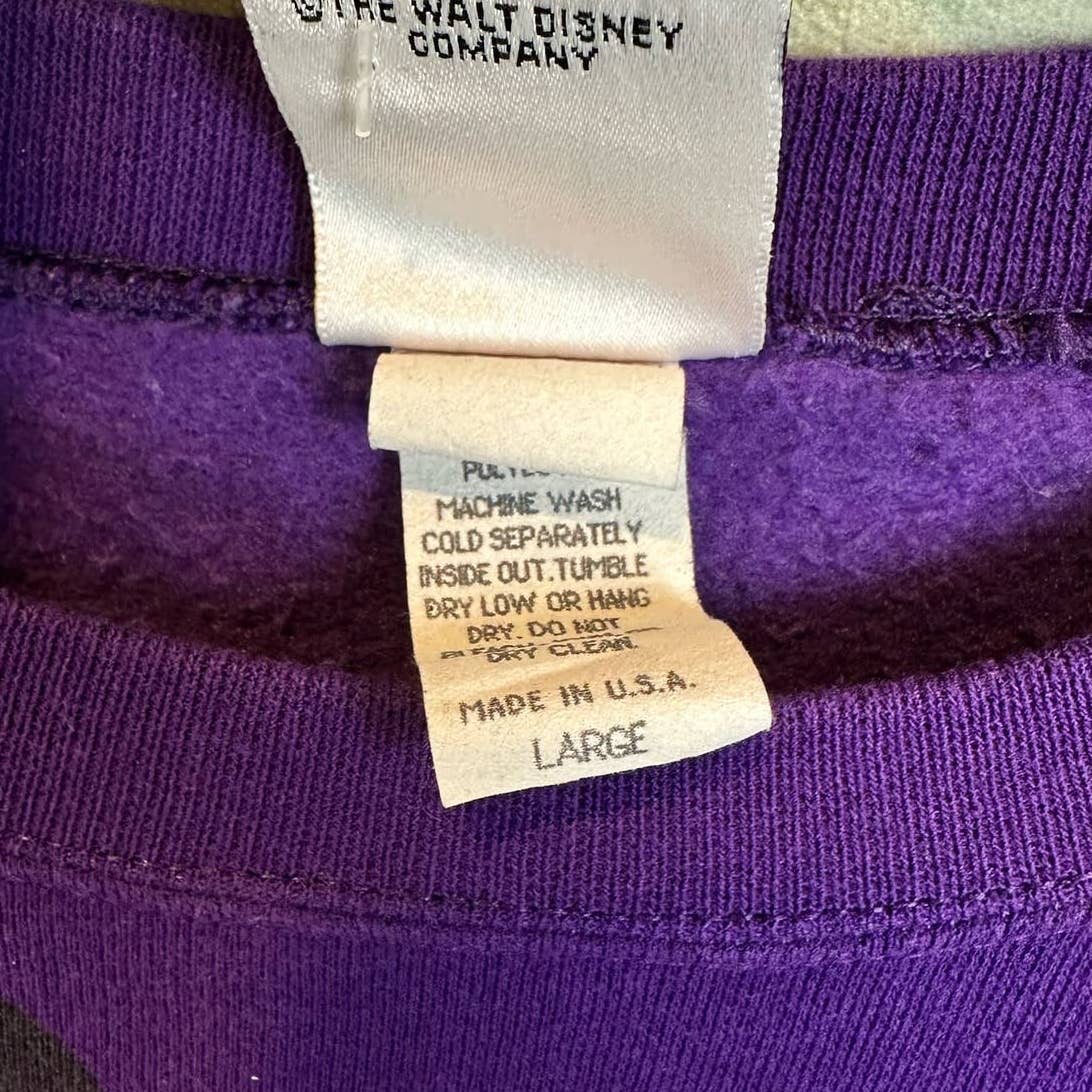 ©THE WALT DISNEY
COMPANY
MACHINE WASH
COLD SEPARATELY
INSIDE OUT.TUMBLE
DRY LOW OR HANG
DRY. DO NOT
BLEACH
DRY CLEAN.
MADE IN U.S.A.
LARGE